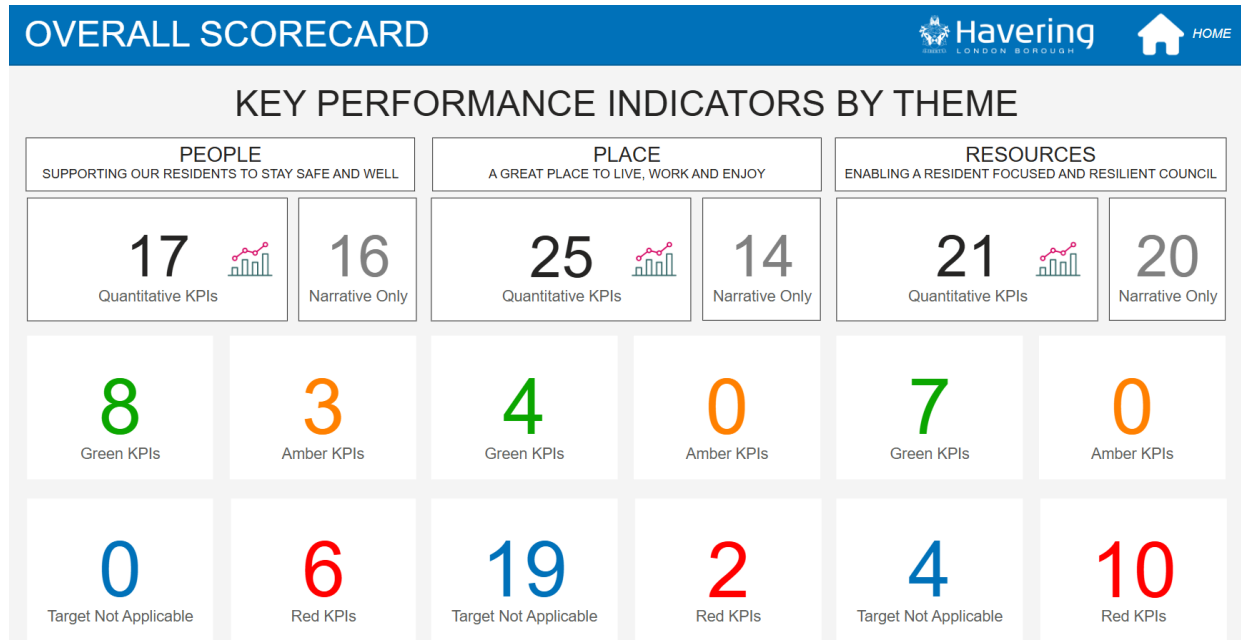 OVERALL SCORECARD
Havering
LONDON BOROUGH
HOME
KEY PERFORMANCE INDICATORS BY THEME
PEOPLE
SUPPORTING OUR RESIDENTS TO STAY SAFE AND WELL
PLACE
A GREAT PLACE TO LIVE, WORK AND ENJOY
RESOURCES
ENABLING A RESIDENT FOCUSED AND RESILIENT COUNCIL
17
Quantitative KPIs
16
Narrative Only
25
Quantitative KPIs
14
Narrative Only
21
Quantitative KPIs
20
Narrative Only
8
Green KPIs
3
Amber KPIs
4
Green KPIs
0
Amber KPIs
7
Green KPIs
0
Amber KPIs
0
Target Not Applicable
6
Red KPIs
19
Target Not Applicable
2
Red KPIs
4
Target Not Applicable
10
Red KPIs